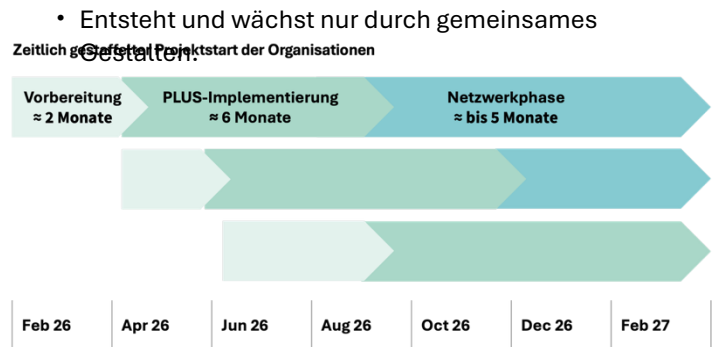 • Entsteht und wächst nur durch gemeinsames
Gestalten.
Zeitlich gestaffelter Projektstart der Organisationen
Vorbereitung
≈ 2 Monate
PLUS-Implementierung
≈ 6 Monate
Netzwerkphase
≈ bis 5 Monate
Feb 26
Apr 26
Jun 26
Aug 26
Oct 26
Dec 26
Feb 27